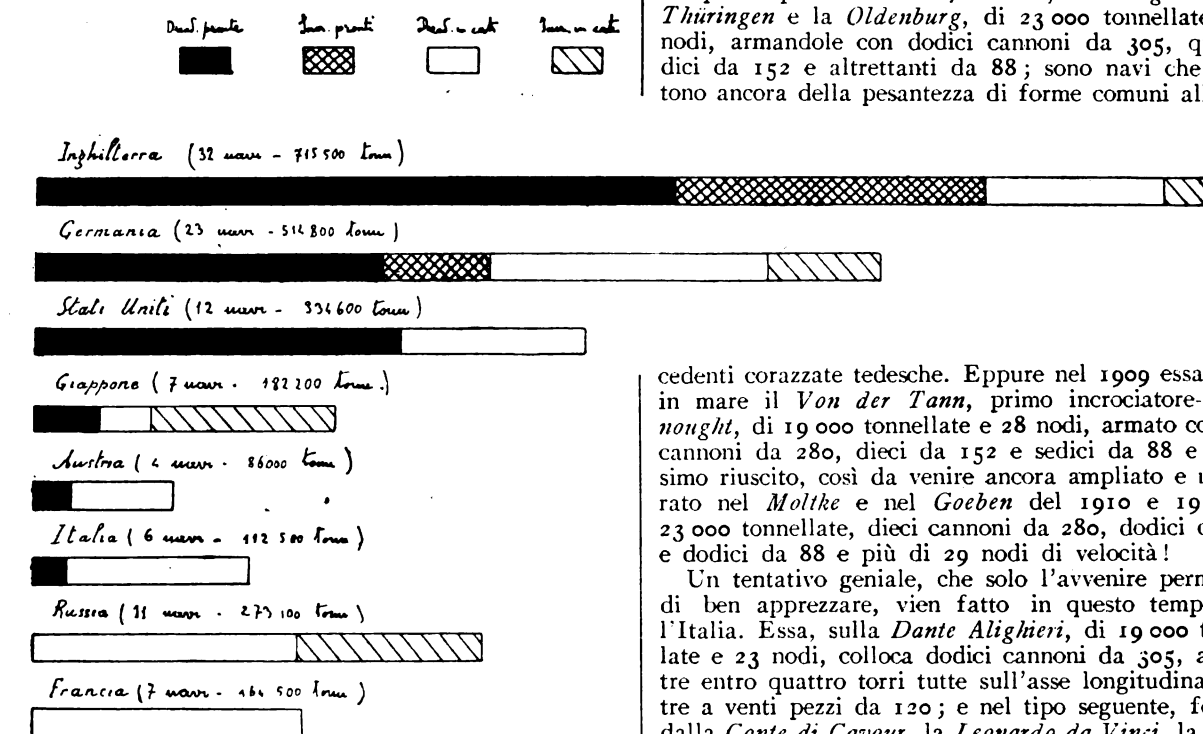 Dred. pronte Incr. pronti Dred. in cost. Incr. in cost.
Inghilterra (32 navi - 715 500 tonn)
Germania (23 navi - 514 800 tonn)
Stati Uniti (12 navi - 334 600 tonn)
Giappone (7 navi - 182 200 tonn.)
Austria (4 navi - 86000 tonn)
Italia (6 navi - 112 500 tonn)
Russia (11 navi - 273 100 tonn)
Francia (7 navi - 164 500 tonn)
Thüringen e la Oldenburg, di 23 000 tonnellate
nodi, armandole con dodici cannoni da 305, q
dici da 152 e altrettanti da 88 ; sono navi che
tono ancora della pesantezza di forme comuni al
cedenti corazzate tedesche. Eppure nel 1909 essa
in mare il Von der Tann, primo incrociatore-
nought, di 19 000 tonnellate e 28 nodi, armato co
cannoni da 280, dieci da 152 e sedici da 88 e
simo riuscito, così da venire ancora ampliato e
rato nel Moltke e nel Goeben del 1910 e 19
23 000 tonnellate, dieci cannoni da 280, dodici
e dodici da 88 e più di 29 nodi di velocità !
Un tentativo geniale, che solo l'avvenire perm
di ben apprezzare, vien fatto in questo temp
l'Italia. Essa, sulla Dante Alighieri, di 19 000 t
late e 23 nodi, colloca dodici cannoni da 305, a
tre entro quattro torri tutte sull'asse longitudina
tre a venti pezzi da 120 ; e nel tipo seguente, f
dalla Conte di Cavour, la Leonardo da Vinci, la